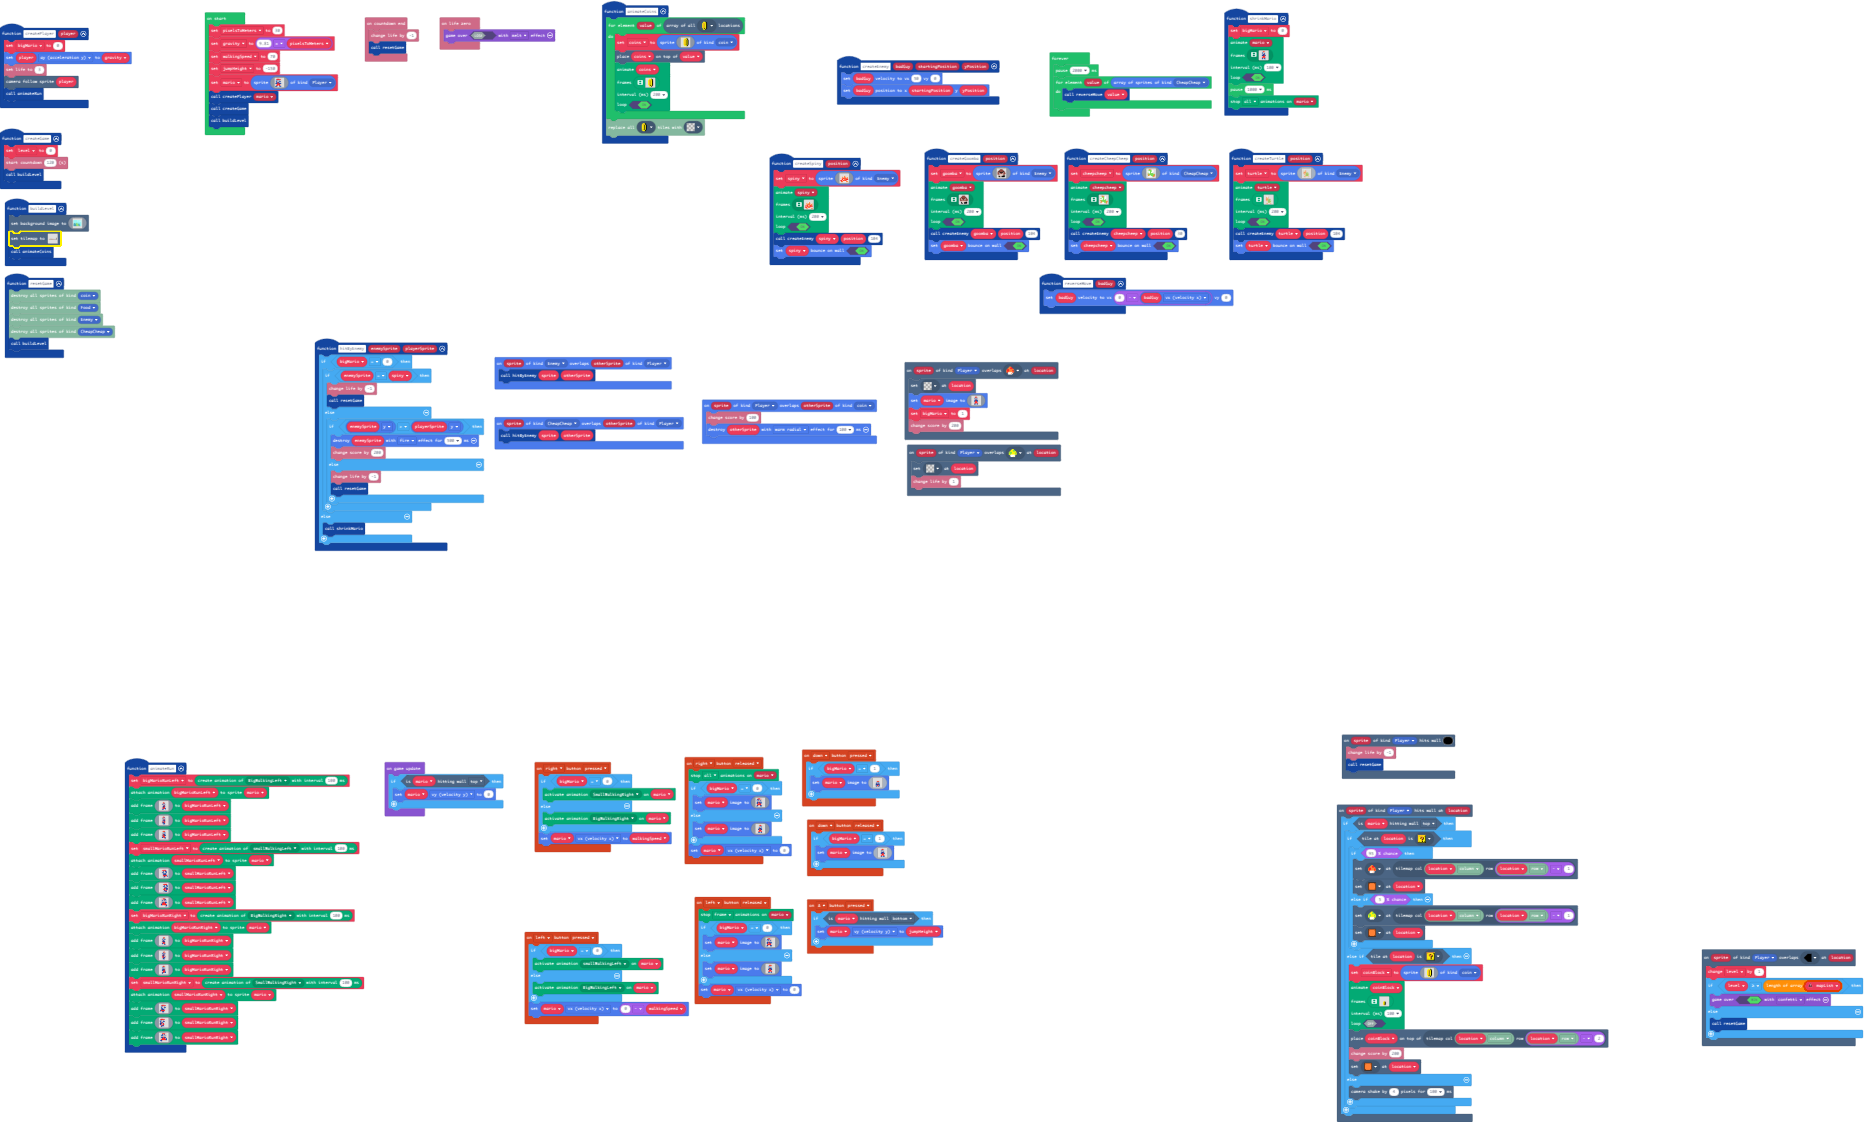 function createPlayer player
set bigMario to 0
set player ay (acceleration y) to gravity
set life to
camera follow sprite player
call animateRun
function createGame
set level to 0
start countdown 120 (s)
call buildLevel
function buildLevel
set background image to
set tilemap to
call animateCoins
function resetGame
destroy all sprites of kind coin
destroy all sprites of kind Food
destroy all sprites of kind Enemy
destroy all sprites of kind CheepCheep
call buildLevel
on start
set pixelsToMeters to
set gravity to 9.81 x pixelsToMeters
set walkingSpeed to
set jumpHeight to
set mario to sprite of kind Player
call createPlayer mario
call createGame
call buildLevel
on countdown end
change life by -1
call resetGame
on life zero
game over with melt effect
function animateCoins
for element value of array of all locations
do set coins to sprite of kind coin
place coins on top of value
animate coins
frames
interval (ms) 200
loop
replace all tiles with
function createEnemy badGuy startingPosition yPosition
set badGuy velocity to vx vy 0
set badGuy position to x startingPosition y yPosition
forever
pause ms
for element value of array of sprites of kind CheepCheep
do call reverseMove value
function shrinkMario
set bigMario to 0
animate mario
frames
interval (ms) 100
loop
pause 1000 ms
stop all animations on mario
function createSpiny position
set spiny to sprite of kind Enemy
animate spiny
frames
interval (ms) 200
loop
call createEnemy spiny position
set spiny bounce on wall
function createGoomba position
set goomba to sprite of kind Enemy
animate goomba
frames
interval (ms) 200
loop
call createEnemy goomba position
set goomba bounce on wall
function createCheepCheep position
set cheepcheep to sprite of kind CheepCheep
animate cheepcheep
frames
interval (ms) 200
loop
call createEnemy cheepcheep position
set cheepcheep bounce on wall
function createTurtle position
set turtle to sprite of kind Enemy
animate turtle
frames
interval (ms) 200
loop
call createEnemy turtle position
set turtle bounce on wall
function reverseMove badGuy
set badGuy velocity to vx 0 - badGuy vx (velocity x) vy 0
function hitByEnemy enemySprite playerSprite
if bigMario = 0 then
if enemySprite = spiny then
change life by -1
call resetGame
else
if enemySprite y playerSprite y then
destroy enemySprite with fire effect for ms
change score by
else
change life by -1
call resetGame
else
call shrinkMario
on sprite of kind Enemy overlaps otherSprite of kind Player
call hitByEnemy sprite otherSprite
on sprite of kind CheepCheep overlaps otherSprite of kind Player
call hitByEnemy sprite otherSprite
on sprite of kind Player overlaps otherSprite of kind coin
change score by 100
destroy otherSprite with warm radial effect for ms
on sprite of kind Player overlaps at location
set at location
set mario image to
set bigMario to 1
change score by
on sprite of kind Player overlaps at location
set at location
change life by 1
function animateRun
set bigMarioRunLeft to create animation of BigWalkingLeft with interval 100 ms
attach animation bigMarioRunLeft to sprite mario
add frame to bigMarioRunLeft
add frame to bigMarioRunLeft
add frame to bigMarioRunLeft
set smallMarioRunLeft to create animation of smallWalkingLeft with interval 100 ms
attach animation smallMarioRunLeft to sprite mario
add frame to smallMarioRunLeft
add frame to smallMarioRunLeft
add frame to smallMarioRunLeft
set bigMarioRunRight to create animation of BigWalkingRight with interval 100 ms
attach animation bigMarioRunRight to sprite mario
add frame to bigMarioRunRight
add frame to bigMarioRunRight
add frame to bigMarioRunRight
set smallMarioRunRight to create animation of SmallWalkingRight with interval 100 ms
attach animation smallMarioRunRight to sprite mario
add frame to smallMarioRunRight
add frame to smallMarioRunRight
add frame to smallMarioRunRight
on game update
if is mario hitting wall top then
set mario vy (velocity y) to 0
on right button pressed
if bigMario = 0 then
activate animation SmallWalkingRight on mario
else
activate animation BigWalkingRight on mario
set mario vx (velocity x) to walkingSpeed
on right button released
stop all animations on mario
if bigMario = 0 then
set mario image to
else
set mario image to
set mario vx (velocity x) to 0
on down button pressed
if bigMario = 1 then
set mario image to
on down button released
if bigMario = 1 then
set mario image to
on left button pressed
if bigMario = 0 then
activate animation smallWalkingLeft on mario
else
activate animation BigWalkingLeft on mario
set mario vx (velocity x) to 0 - walkingSpeed
on left button released
stop frame animations on mario
if bigMario = 0 then
set mario image to
else
set mario image to
set mario vx (velocity x) to 0
on A button pressed
if is mario hitting wall bottom then
set mario vy (velocity y) to jumpHeight
on sprite of kind Player hits wall
change life by -1
call resetGame
on sprite of kind Player hits wall at location
if is mario hitting wall top then
if tile at location is then
if % chance then
set at tilemap col location column row location row - 1
set at location
else if % chance then
set at tilemap col location column row location row - 1
set at location
else if tile at location is then
set coinBlock to sprite of kind coin
animate coinBlock
frames
interval (ms) 100
loop
place coinBlock on top of tilemap col location column row location row - 1
change score by
set at location
else
camera shake by pixels for ms
on sprite of kind Player overlaps at location
change level by 1
if level length of array mapList then
game over with confetti effect
else
call resetGame